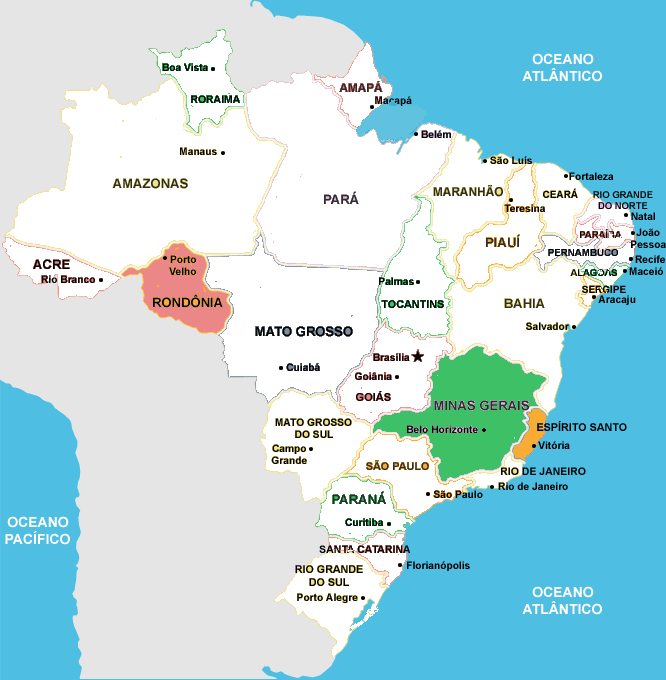 OCEANO
ATLÂNTICO
Boa Vista
RORAIMA
AMAPÁ
Macapá
Belém
Manaus
AMAZONAS
PARÁ
São Luís
MARANHÃO
Teresina
Fortaleza
CEARÁ
RIO GRANDE
DO NORTE
Natal
PARAÍBA
João
Pessoa
PIAUÍ
PERNAMBUCO
Recife
ALAGOAS
Maceió
SERGIPE
Aracaju
ACRE
Rio Branco
Porto
Velho
RONDÔNIA
Palmas
TOCANTINS
BAHIA
Salvador
MATO GROSSO
Cuiabá
Brasília
Goiânia
GOIÁS
MINAS GERAIS
Belo Horizonte
ESPÍRITO SANTO
Vitória
MATO GROSSO
DO SUL
Campo
Grande
SÃO PAULO
São Paulo
RIO DE JANEIRO
Rio de Janeiro
PARANÁ
Curitiba
OCEANO
PACÍFICO
SANTA CATARINA
Florianópolis
RIO GRANDE
DO SUL
Porto Alegre
OCEANO
ATLÂNTICO